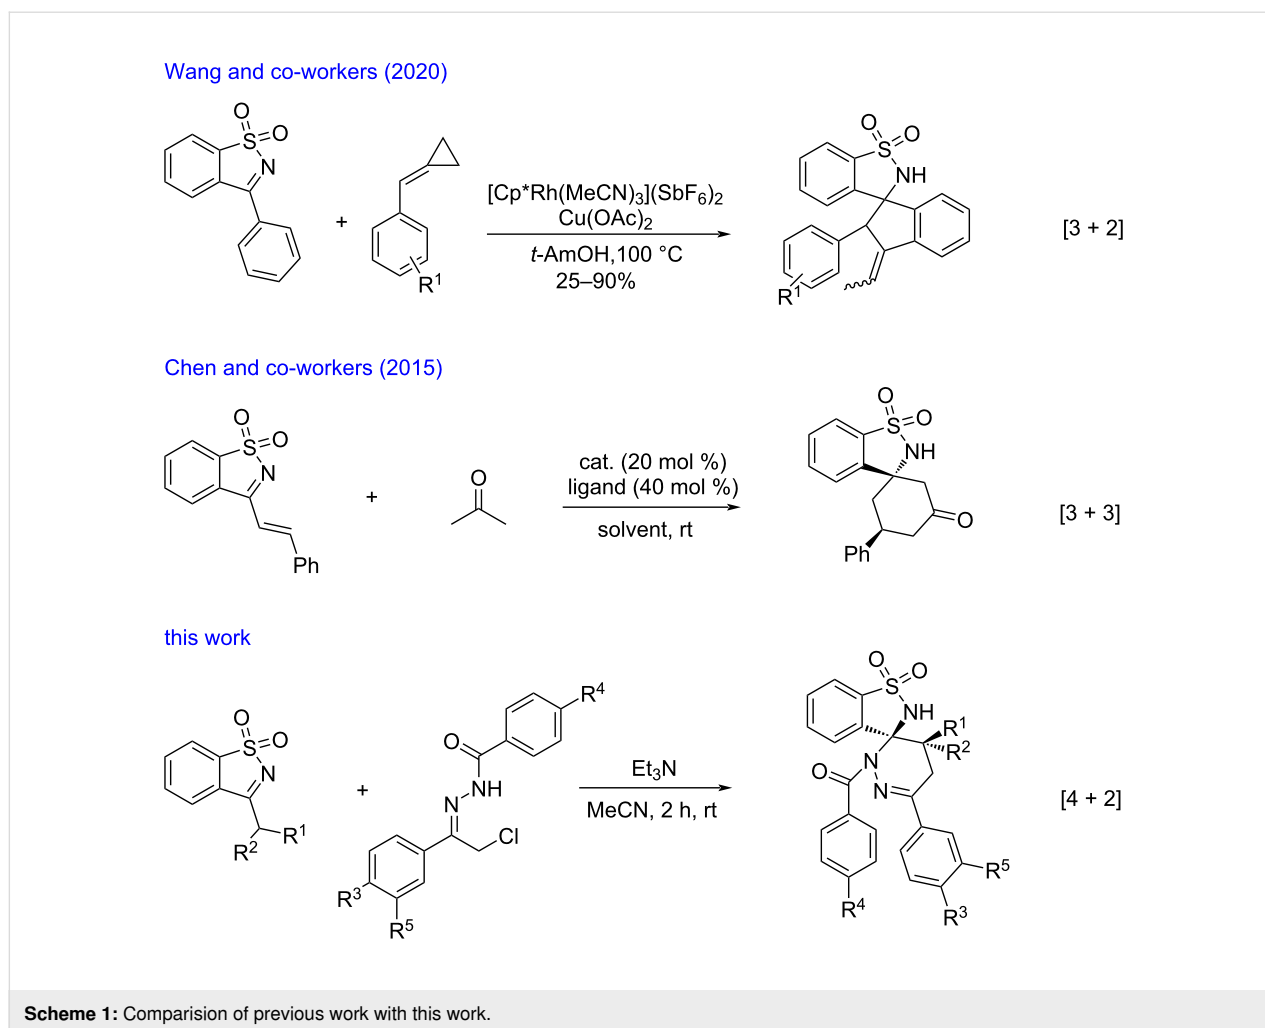 Wang and co-workers (2020)
O
S
O
N
+
R¹
[Cp*Rh(MeCN)₃](SbF₆)₂
Cu(OAc)₂
t-AmOH,100 °C
25–90%
O
S
O
NH
R¹
[3 + 2]
Chen and co-workers (2015)
O
S
O
N
Ph
+
O
cat. (20 mol %)
ligand (40 mol %)
solvent, rt
O
S
O
NH
O
Ph
[3 + 3]
this work
O
S
O
N
R¹
R²
+
R⁴
O
NH
N
Cl
R³
R⁵
Et₃N
MeCN, 2 h, rt
O
S
O
NH
R¹
R²
N
O
N
R⁵
R⁴
R³
[4 + 2]
Scheme 1: Comparision of previous work with this work.